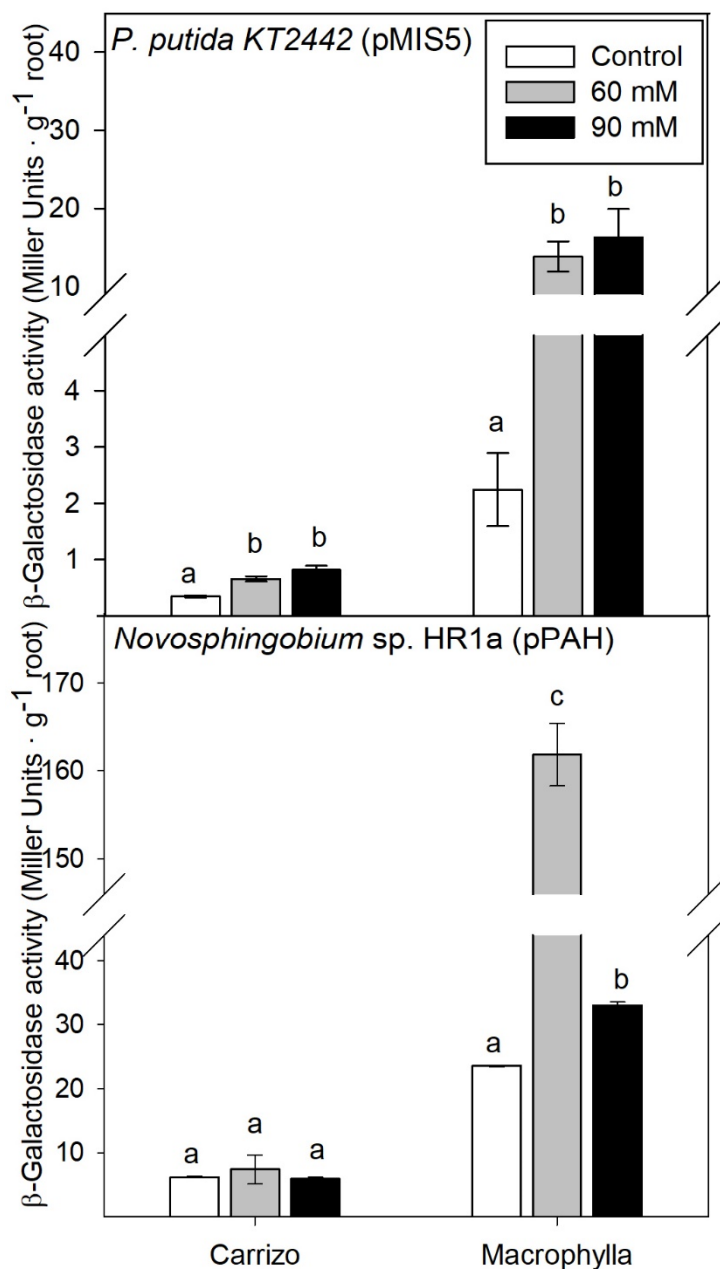 P. putida KT2442 (pMIS5)
Control
60 mM
90 mM
β-Galactosidase activity (Miller Units · g⁻¹ root)
40
30
20
10
4
3
2
1
a
b
b
a
b
b
Novosphingobium sp. HR1a (pPAH)
β-Galactosidase activity (Miller Units · g⁻¹ root)
170
160
150
40
30
20
10
a
a
a
a
c
b
Carrizo
Macrophylla